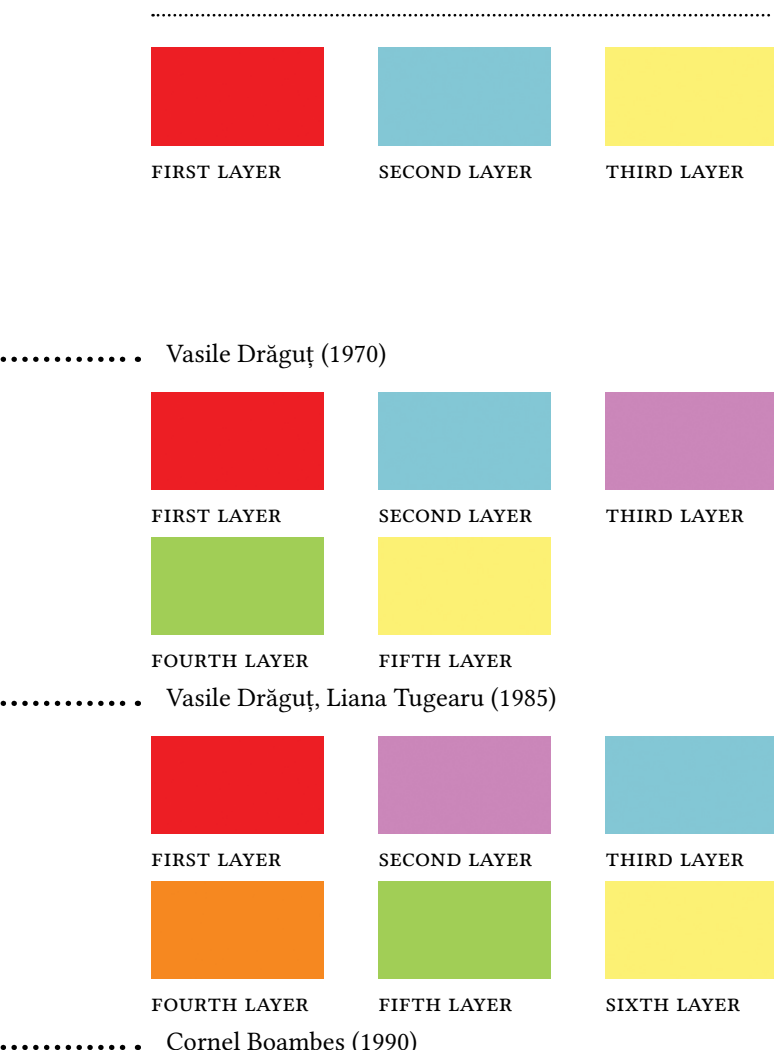 FIRST LAYER SECOND LAYER THIRD LAYER
Vasile Drăguț (1970)
FIRST LAYER SECOND LAYER THIRD LAYER
FOURTH LAYER FIFTH LAYER
Vasile Drăguț, Liana Tugearu (1985)
FIRST LAYER SECOND LAYER THIRD LAYER
FOURTH LAYER FIFTH LAYER SIXTH LAYER
Cornel Boambeș (1990)